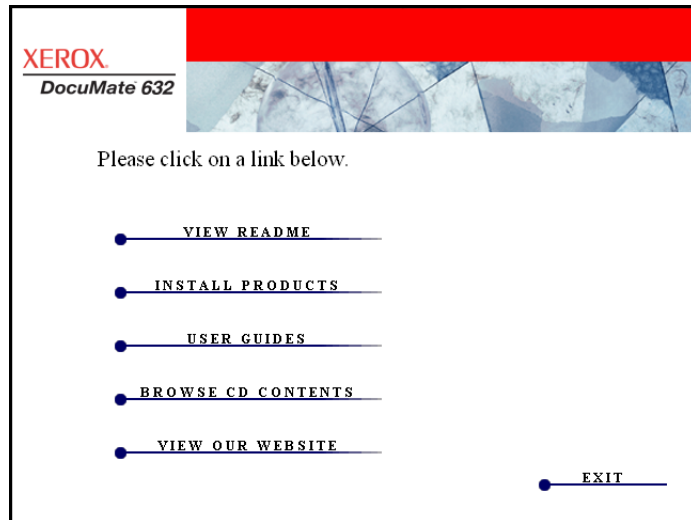 XEROX.
DocuMate 632
Please click on a link below.
VIEW README
INSTALL PRODUCTS
USER GUIDES
BROWSE CD CONTENTS
VIEW OUR WEBSITE
EXIT